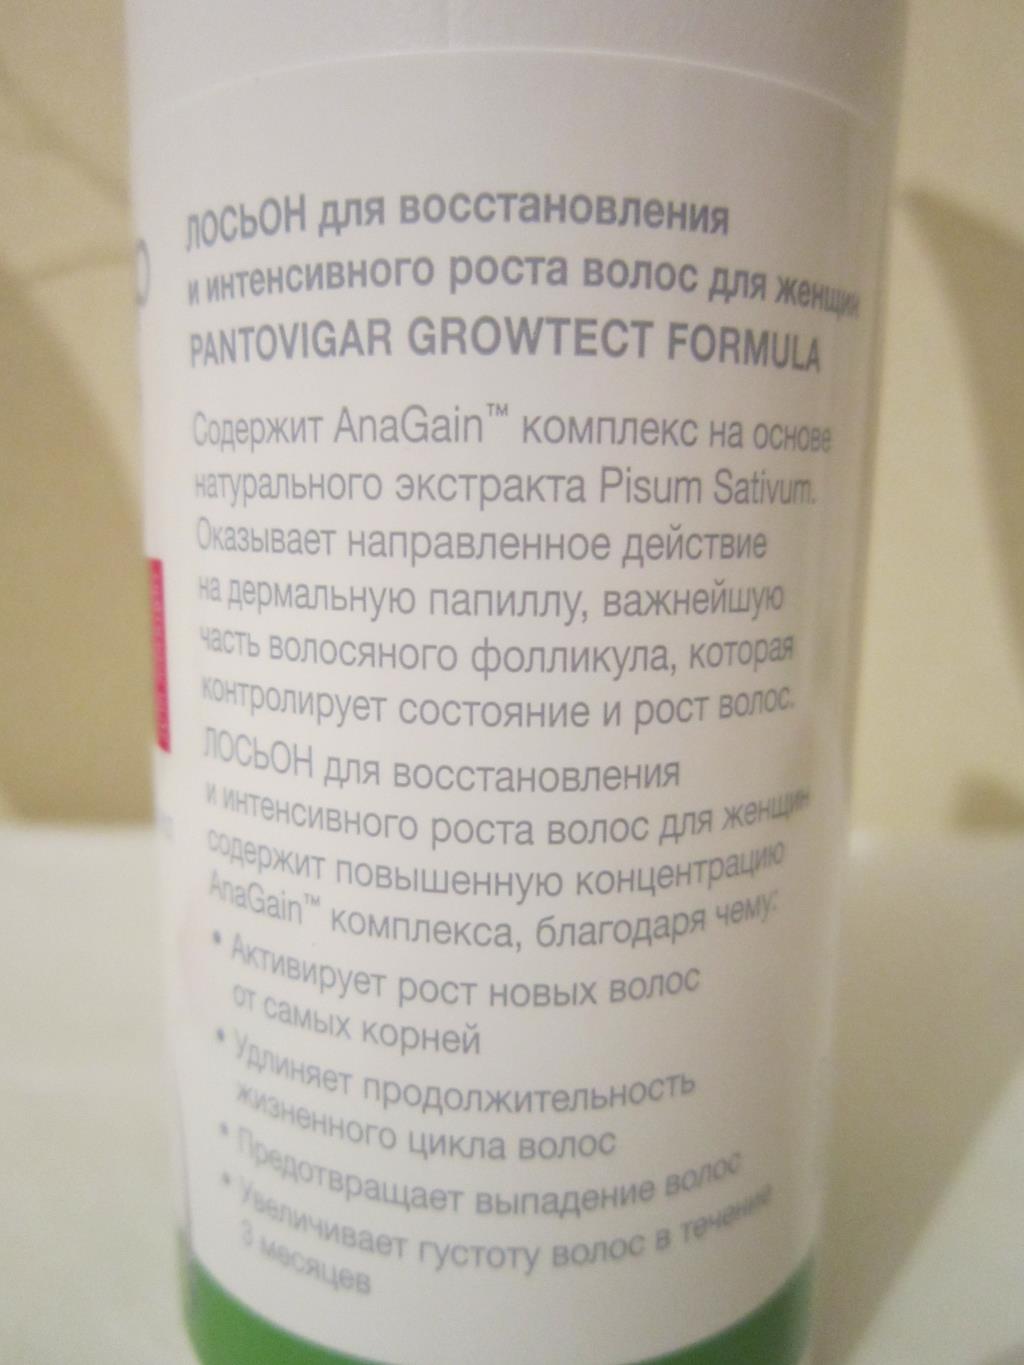 ЛОСЬОН для восстановления
и интенсивного роста волос для женщин
PANTOVIGAR GROWTECT FORMULA
Содержит AnaGain™ комплекс на основе
натурального экстракта Pisum Sativum.
Оказывает направленное действие
на дермальную папиллу, важнейшую
часть волосяного фолликула, которая
контролирует состояние и рост волос.
ЛОСЬОН для восстановления
и интенсивного роста волос для женщин
содержит повышенную концентрацию
AnaGain™ комплекса, благодаря чему:
• Активирует рост новых волос
от самых корней
• Удлиняет продолжительность
жизненного цикла волос
• Предотвращает выпадение волос
• Увеличивает густоту волос в течение
3 месяцев